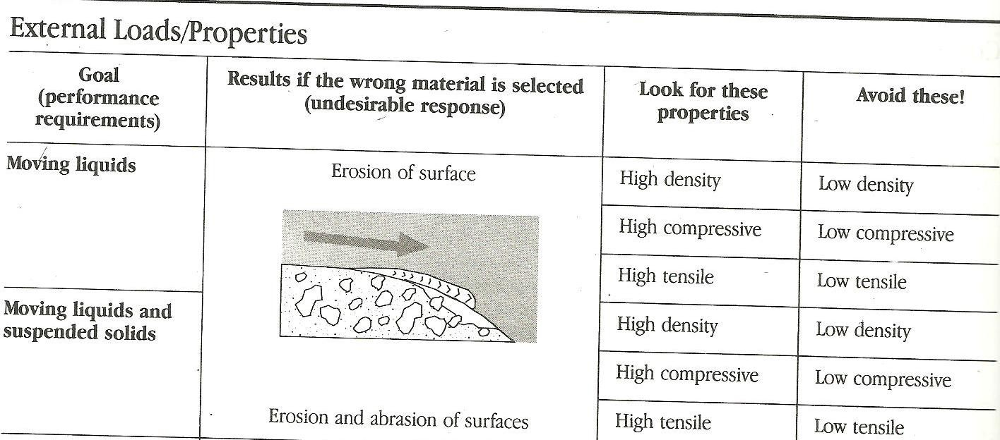 External Loads/Properties
Goal
(performance
requirements)
Results if the wrong material is selected
(undesirable response)
Look for these
properties
Avoid these!
Moving liquids
Erosion of surface
High density
Low density
High compressive
Low compressive
High tensile
Low tensile
Moving liquids and
suspended solids
High density
Low density
High compressive
Low compressive
Erosion and abrasion of surfaces
High tensile
Low tensile